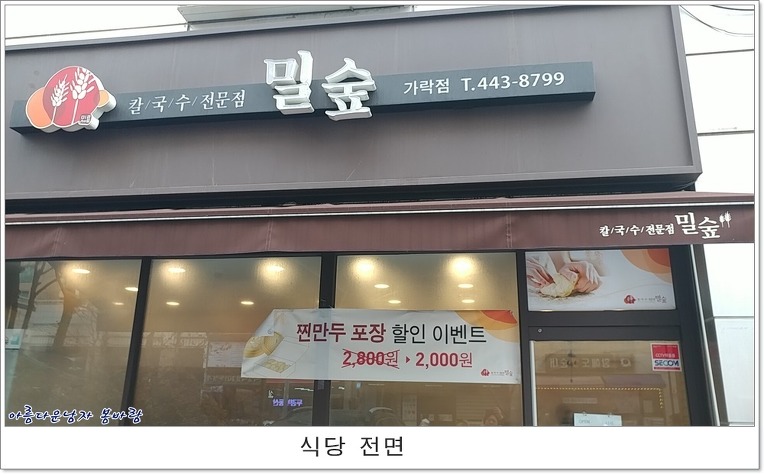 칼/국/수/전문점 밀숲 가락점 T.443-8799
칼/국/수/전문점 밀숲
찐만두 포장 할인 이벤트
2,800원 ▶ 2,000원
SECOM
아름다운남자 봄바람
식당 전면